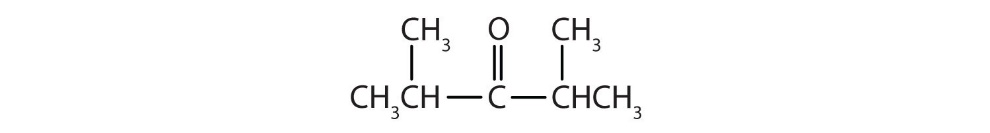 CH₃ O CH₃
CH₃CH — C — CHCH₃